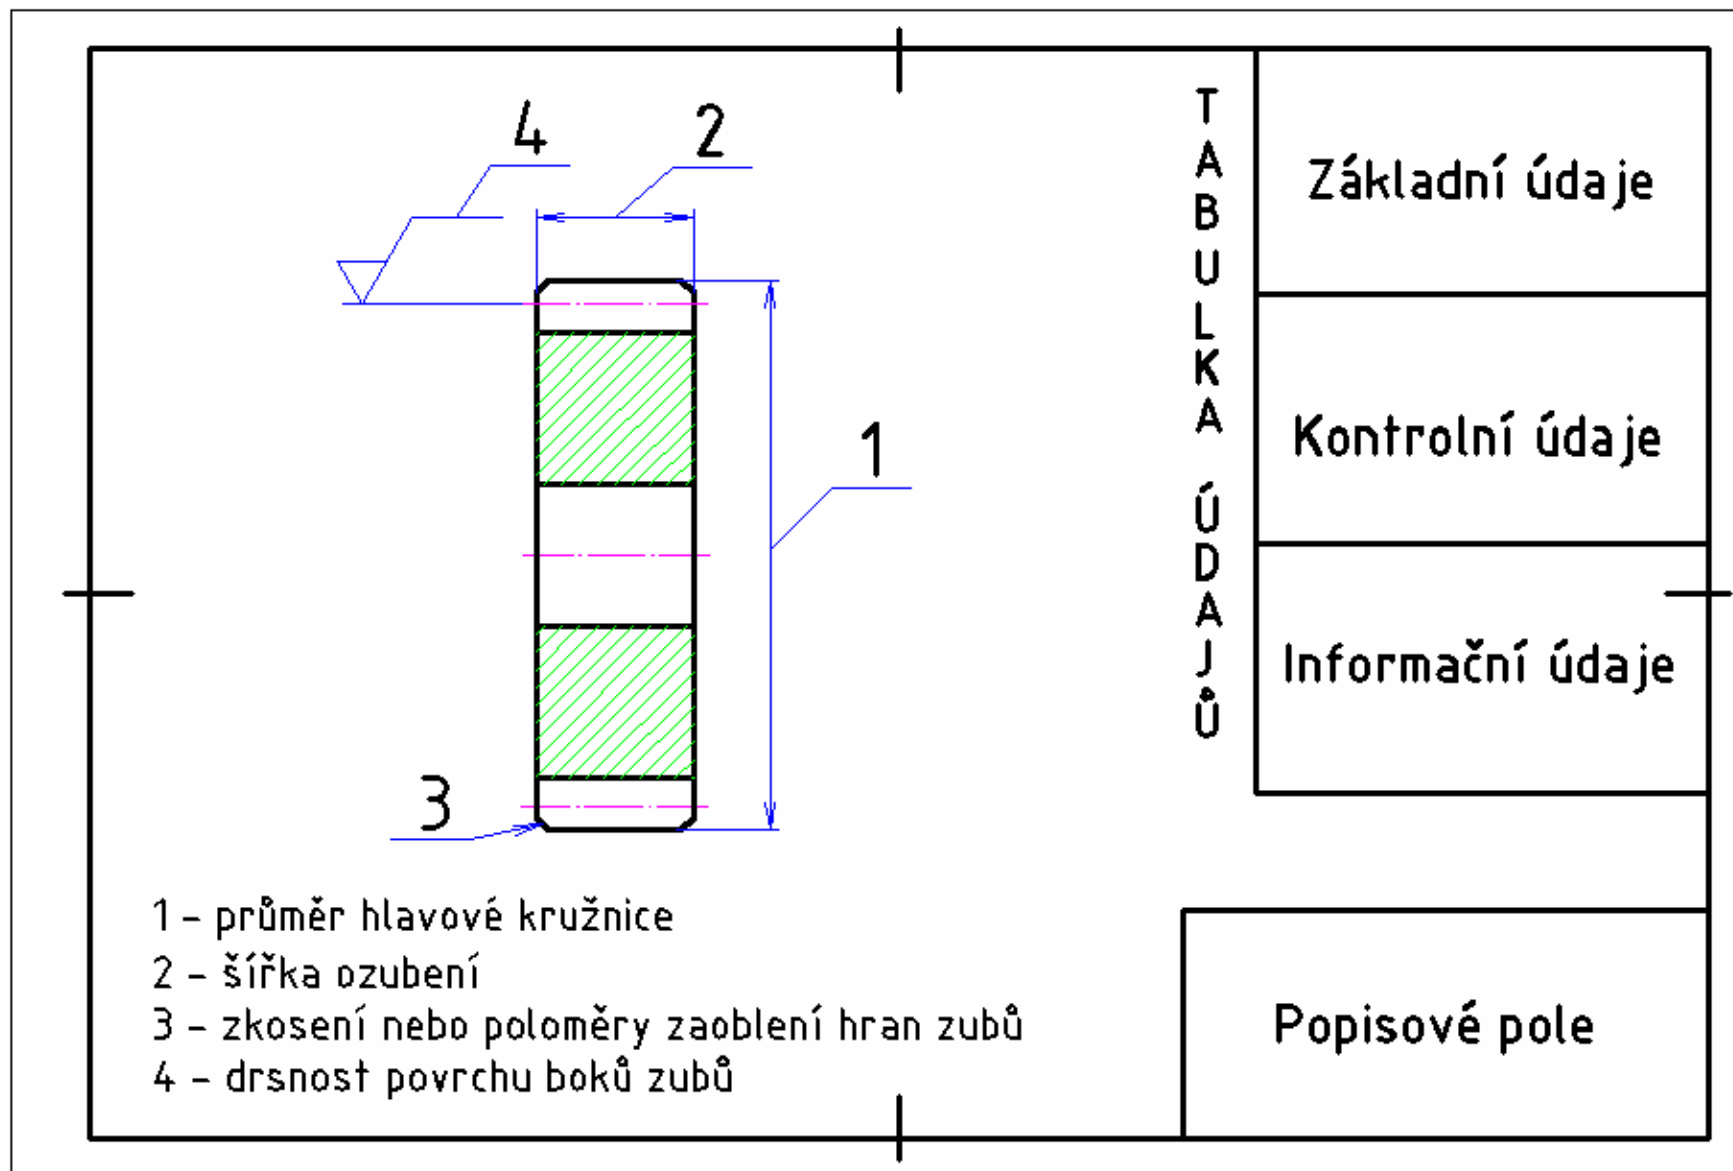 4
2
1
3
TABULKA ÚDAJŮ
Základní údaje
Kontrolní údaje
Informační údaje
1 - průměr hlavové kružnice
2 - šířka ozubení
3 - zkosení nebo poloměry zaoblení hran zubů
4 - drsnost povrchu boků zubů
Popisové pole